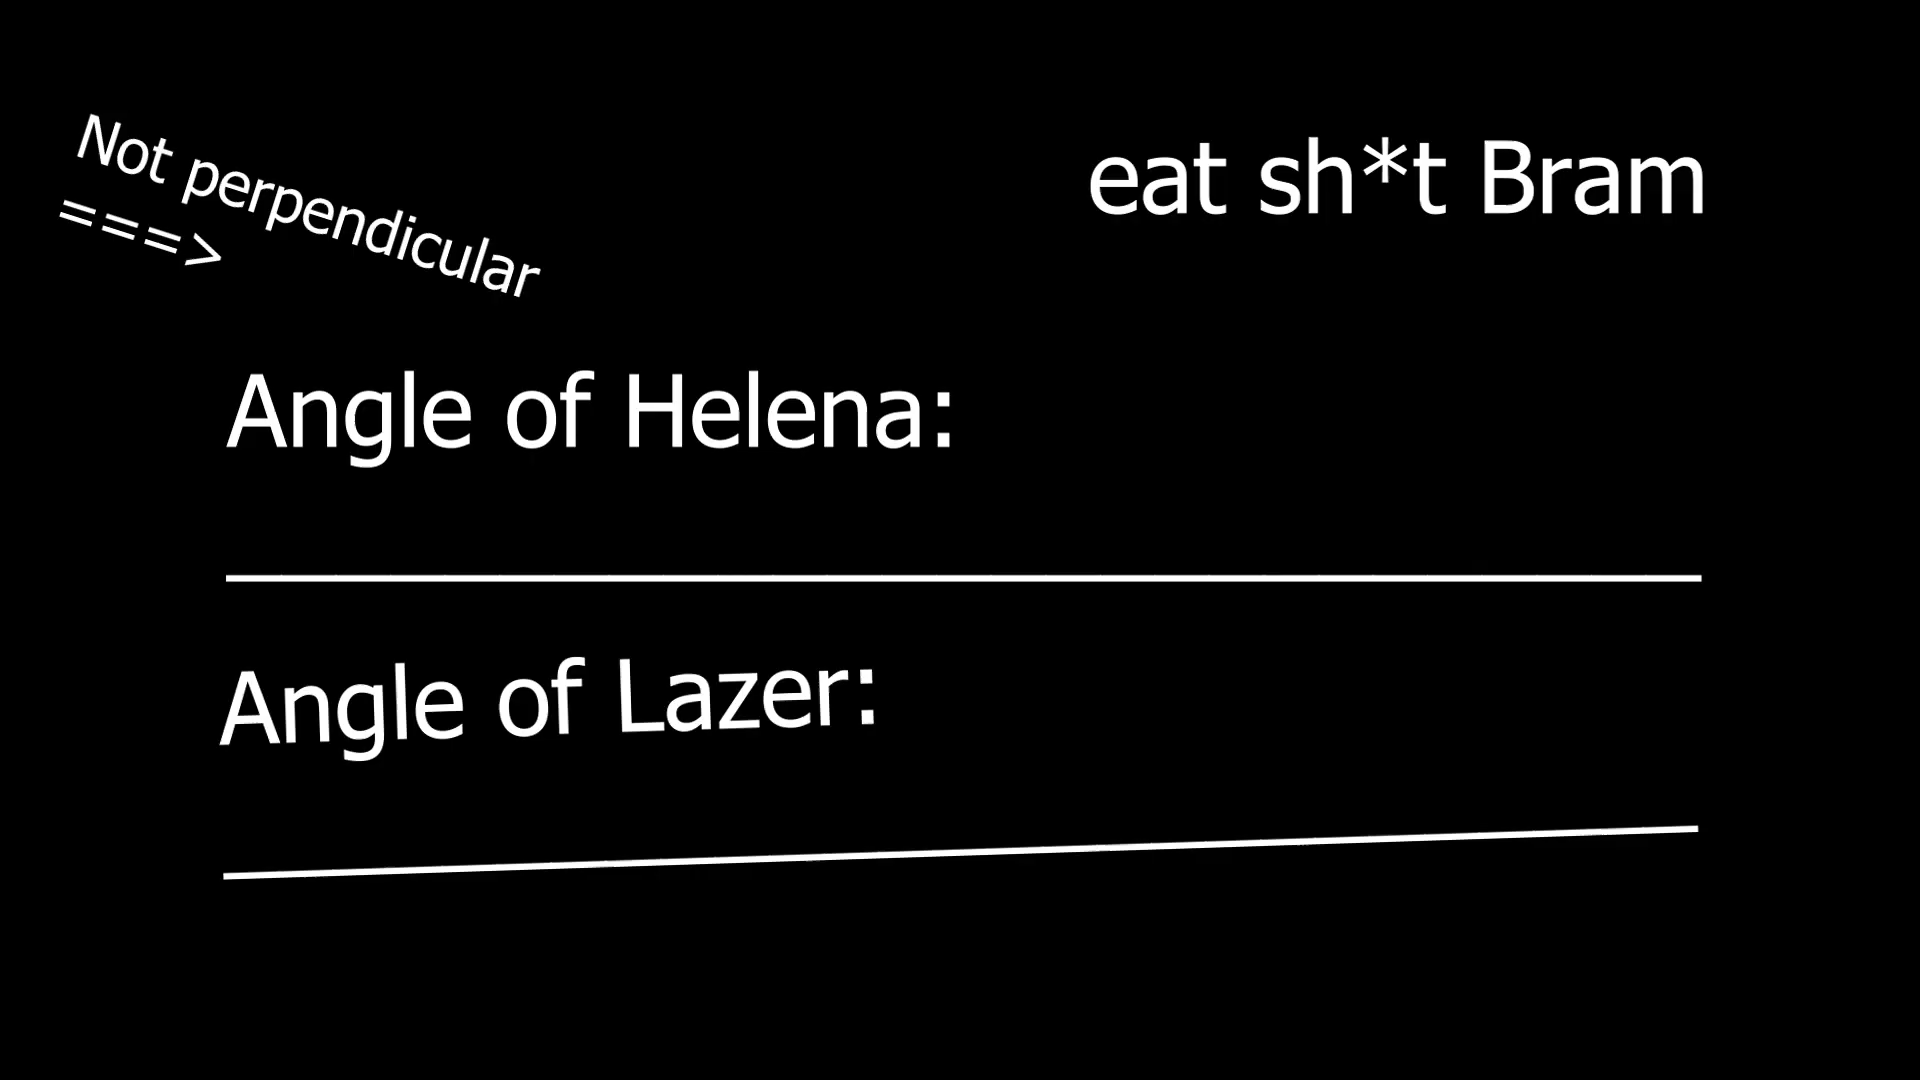 Not perpendicular
===>
eat sh*t Bram
Angle of Helena:
Angle of Lazer: